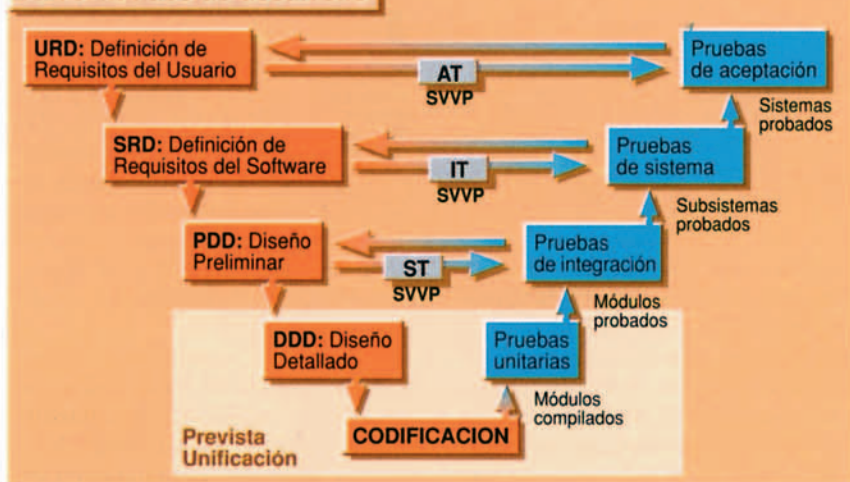 URD: Definición de
Requisitos del Usuario
AT
SVVP
Pruebas
de aceptación
Sistemas
probados
SRD: Definición de
Requisitos del Software
IT
SVVP
Pruebas
de sistema
Subsistemas
probados
PDD: Diseño
Preliminar
ST
SVVP
Pruebas
de integración
Módulos
probados
DDD: Diseño
Detallado
Pruebas
unitarias
Módulos
compilados
CODIFICACION
Prevista
Unificación